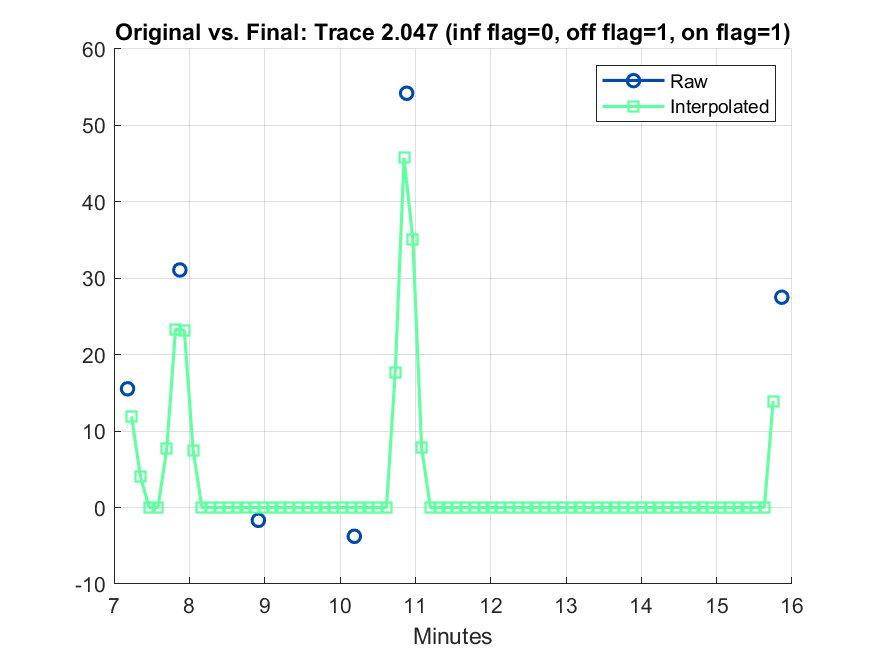 Original vs. Final: Trace 2.047 (inf flag=0, off flag=1, on flag=1)
60
50
40
30
20
10
0
-10
Raw
Interpolated
7 8 9 10 11 12 13 14 15 16
Minutes